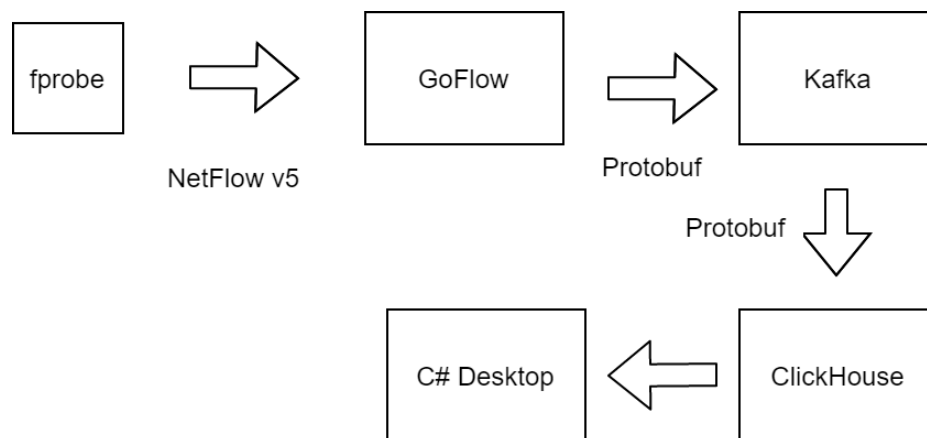 fprobe
GoFlow
Kafka
NetFlow v5
Protobuf
Protobuf
C# Desktop
ClickHouse